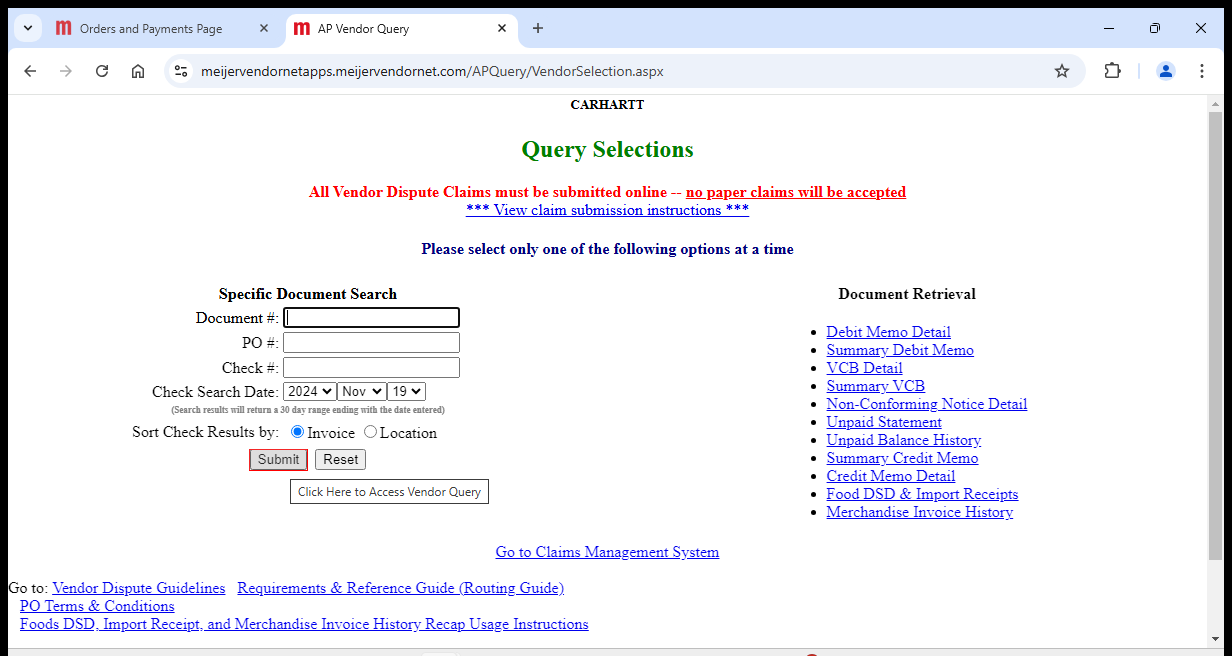 Orders and Payments Page
AP Vendor Query
meijervendornetapps.meijervendornet.com/APQuery/VendorSelection.aspx
CARHARTT
Query Selections
All Vendor Dispute Claims must be submitted online -- no paper claims will be accepted
*** View claim submission instructions ***
Please select only one of the following options at a time
Specific Document Search
Document #:
PO #:
Check #:
Check Search Date: 2024 Nov 19
(Search results will return a 30 day range ending with the date entered)
Sort Check Results by: Invoice Location
Submit Reset
Click Here to Access Vendor Query
Document Retrieval
Debit Memo Detail
Summary Debit Memo
VCB Detail
Summary VCB
Non-Conforming Notice Detail
Unpaid Statement
Unpaid Balance History
Summary Credit Memo
Credit Memo Detail
Food DSD & Import Receipts
Merchandise Invoice History
Go to Claims Management System
Go to: Vendor Dispute Guidelines Requirements & Reference Guide (Routing Guide)
PO Terms & Conditions
Foods DSD, Import Receipt, and Merchandise Invoice History Recap Usage Instructions